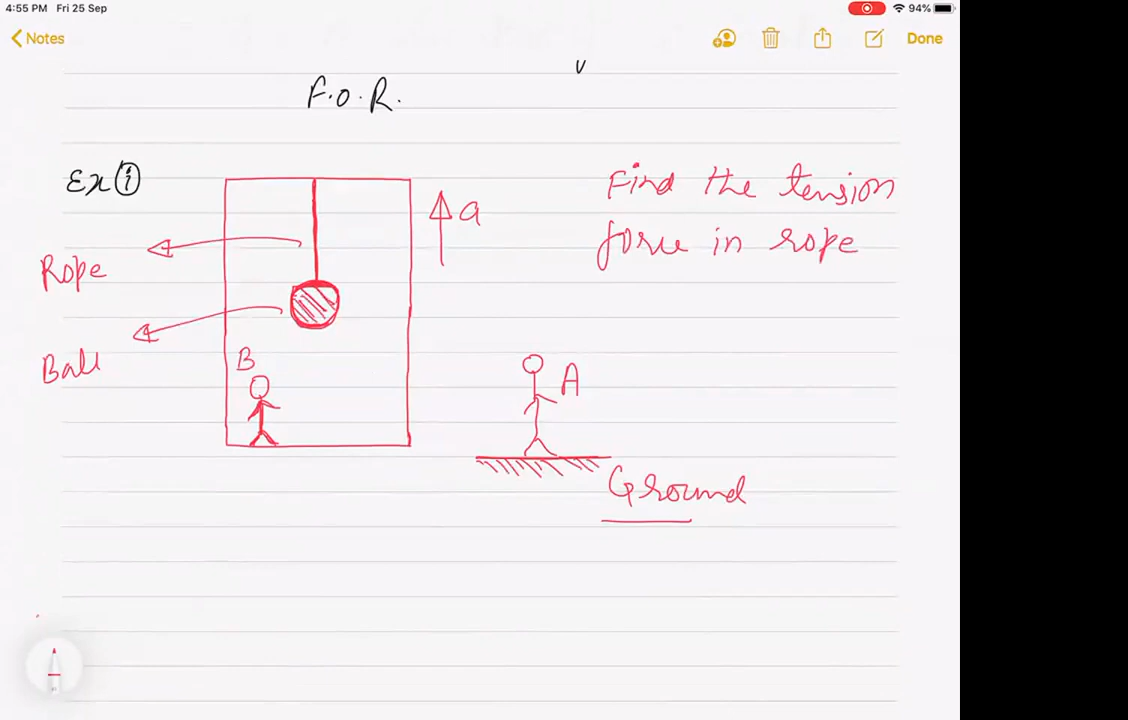 4:55 PM Fri 25 Sep
94%
Notes
Done
v
F.O.R.
Ex (i)
a
Find the tension
force in rope
Rope
Ball
B
A
Ground